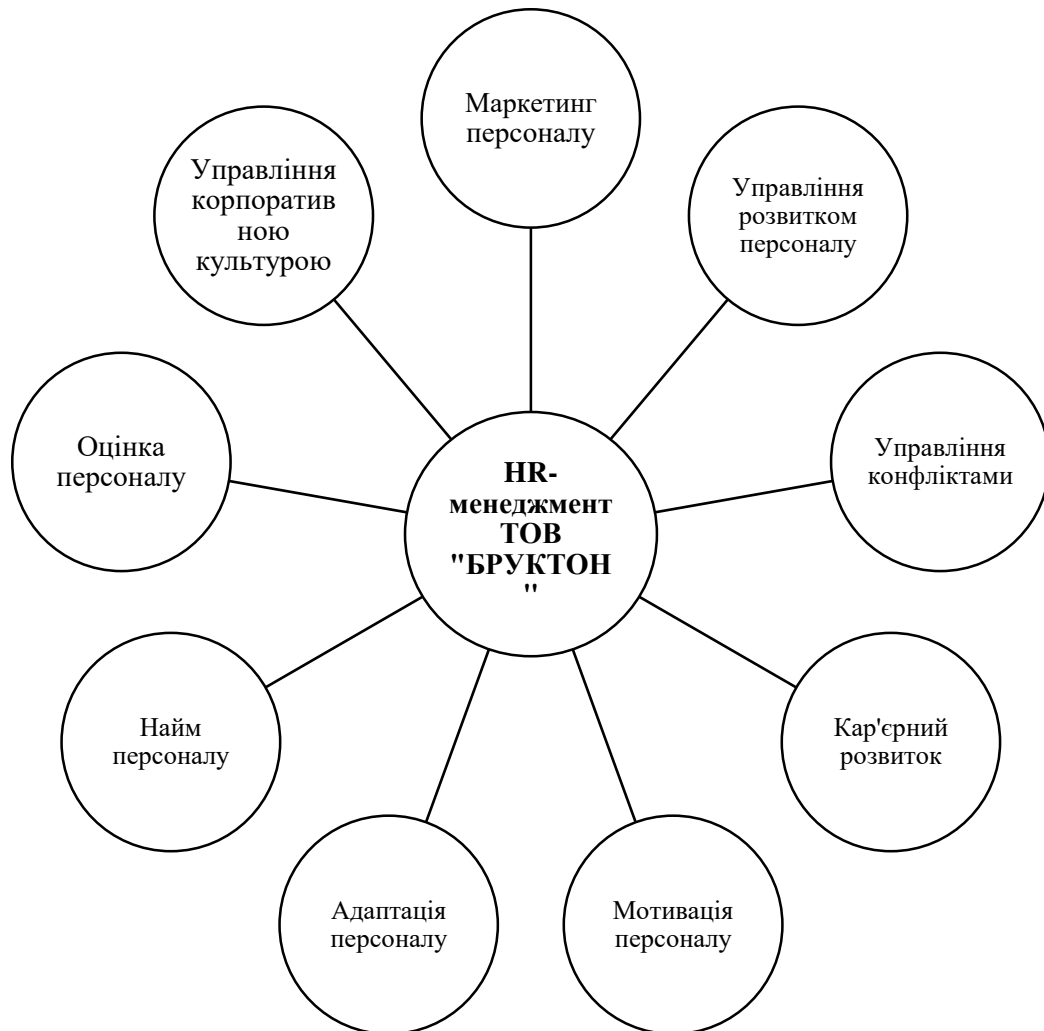 Маркетинг
персоналу
Управління
розвитком
персоналу
Управління
конфліктами
Кар'єрний
розвиток
Мотивація
персоналу
Адаптація
персоналу
Найм
персоналу
Оцінка
персоналу
Управління
корпоратив
ною
культурою
HR-
менеджмент
ТОВ
"БРУКТОН
"